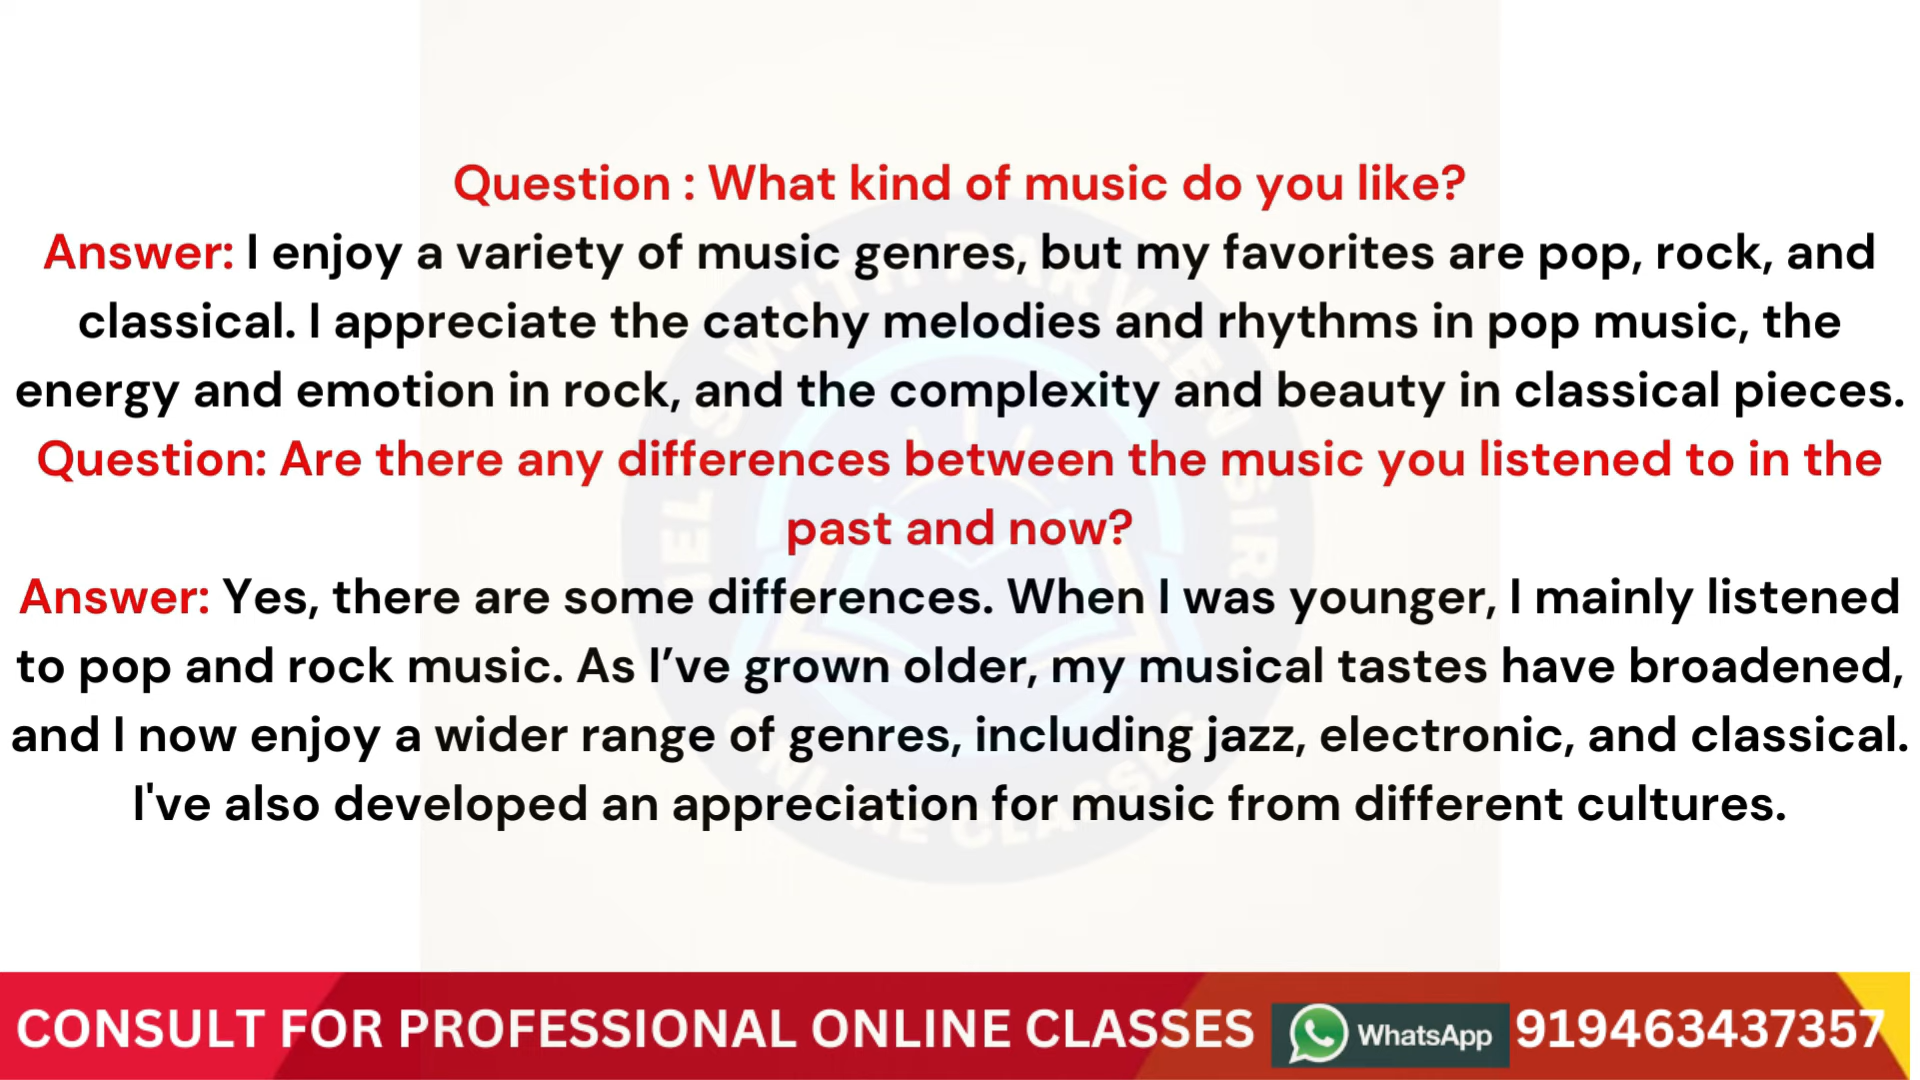 Question : What kind of music do you like?
Answer: I enjoy a variety of music genres, but my favorites are pop, rock, and
classical. I appreciate the catchy melodies and rhythms in pop music, the
energy and emotion in rock, and the complexity and beauty in classical pieces.
Question: Are there any differences between the music you listened to in the
past and now?
Answer: Yes, there are some differences. When I was younger, I mainly listened
to pop and rock music. As I’ve grown older, my musical tastes have broadened,
and I now enjoy a wider range of genres, including jazz, electronic, and classical.
I've also developed an appreciation for music from different cultures.
WITH PARVEEN SIR
ONLINE CLASSES
CONSULT FOR PROFESSIONAL ONLINE CLASSES WhatsApp 919463437357